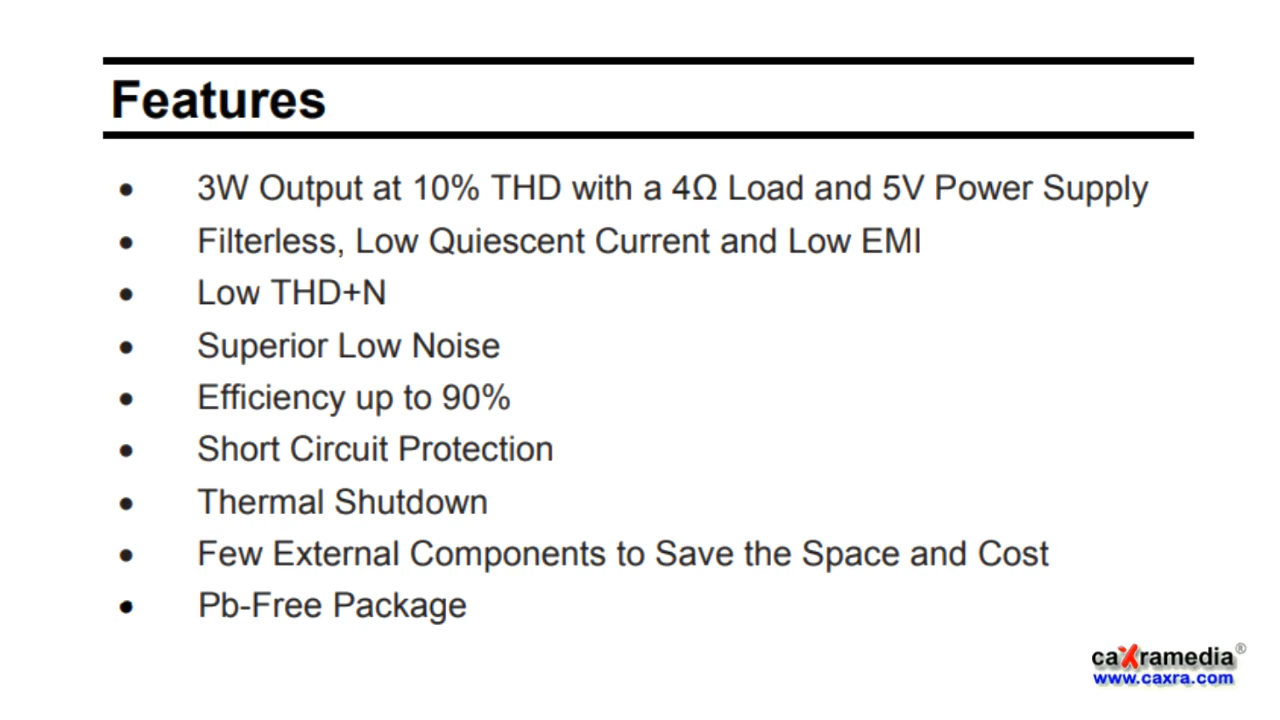 Features
• 3W Output at 10% THD with a 4Ω Load and 5V Power Supply
• Filterless, Low Quiescent Current and Low EMI
• Low THD+N
• Superior Low Noise
• Efficiency up to 90%
• Short Circuit Protection
• Thermal Shutdown
• Few External Components to Save the Space and Cost
• Pb-Free Package
caXramedia®
www.caxra.com